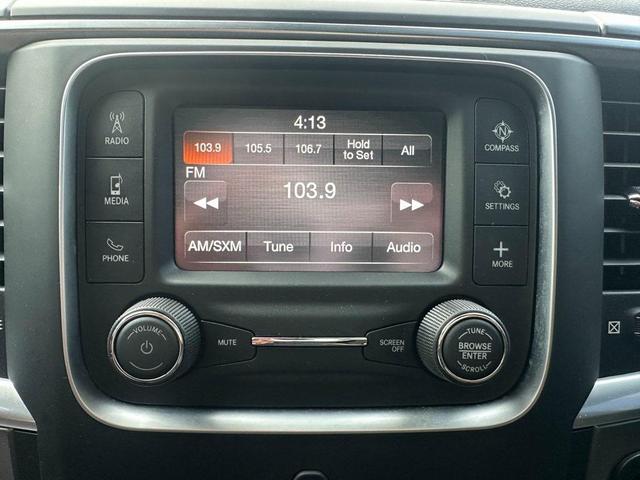 4:13
103.9 105.5 106.7 Hold to Set All
FM
103.9
AM/SXM Tune Info Audio
RADIO
MEDIA
PHONE
N
COMPASS
SETTINGS
+
MORE
VOLUME
MUTE
SCREEN
OFF
TUNE
BROWSE
ENTER
SCROLL